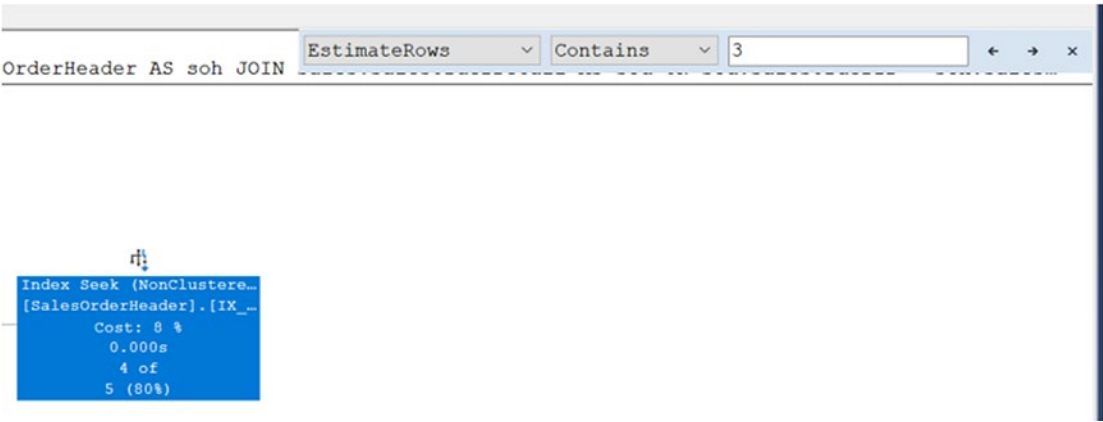 EstimateRows Contains 3 ← → ×
OrderHeader AS soh JOIN
Index Seek (NonClustere…
[SalesOrderHeader].[IX_…
Cost: 8 %
0.000s
4 of
5 (80%)